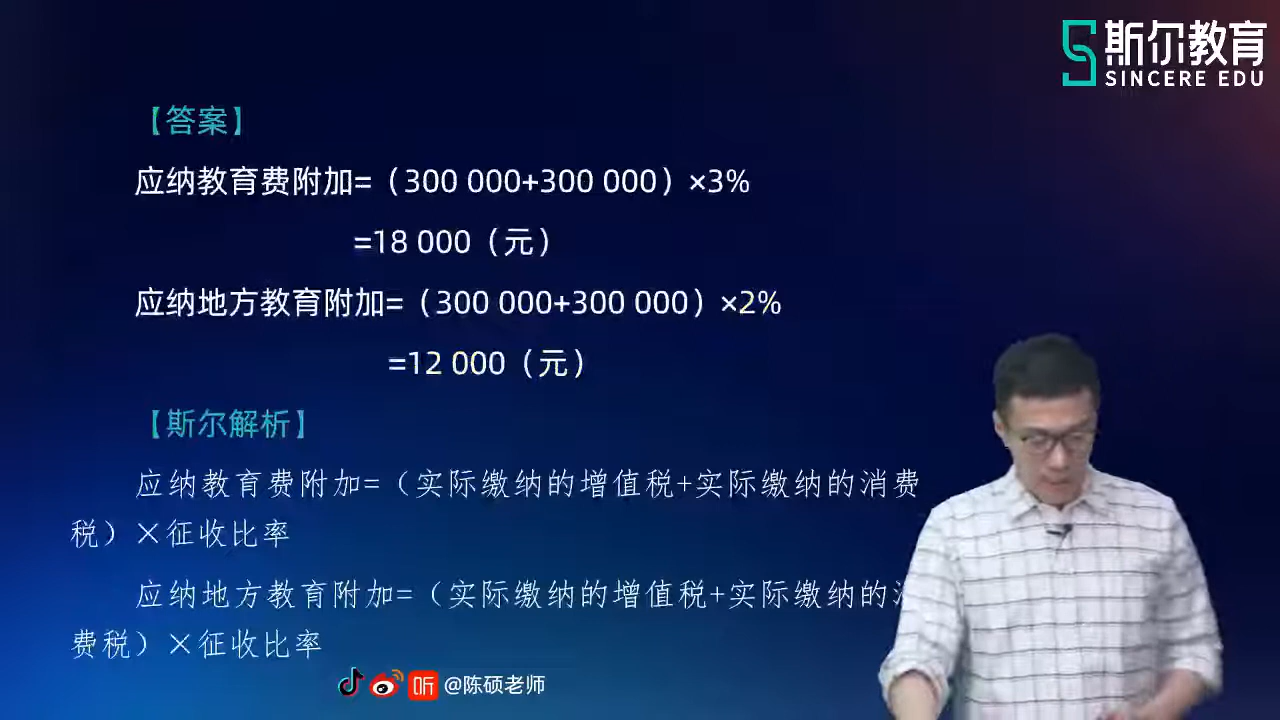 斯尔教育
SINCERE EDU
【答案】
应纳教育费附加=（300 000+300 000）×3%
=18 000（元）
应纳地方教育附加=（300 000+300 000）×2%
=12 000（元）
【斯尔解析】
应纳教育费附加=（实际缴纳的增值税+实际缴纳的消费
税）×征收比率
应纳地方教育附加=（实际缴纳的增值税+实际缴纳的
费税）×征收比率
听 @陈硕老师